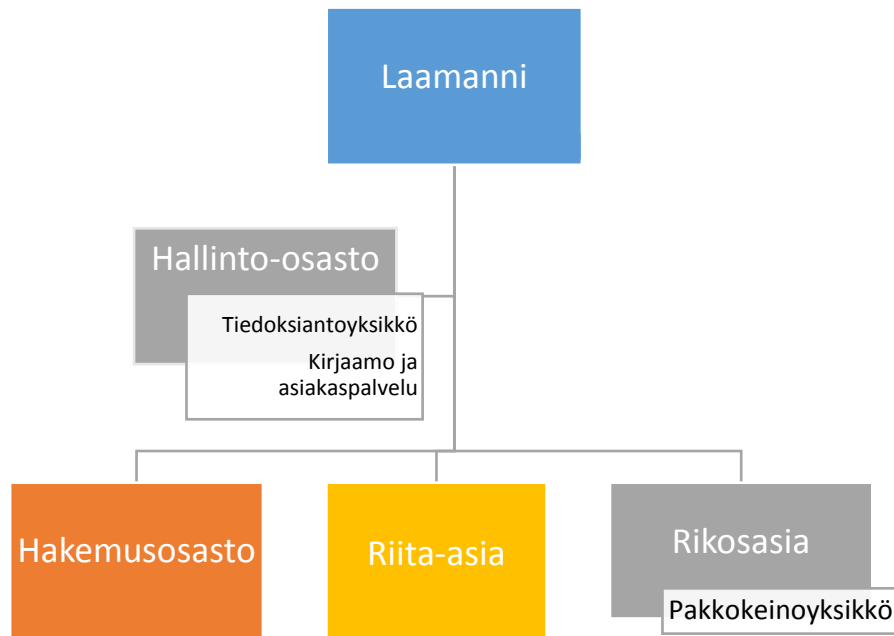 Laamanni
Hallinto-osasto
Tiedoksiantoyksikkö
Kirjaamo ja
asiakaspalvelu
Hakemusosasto
Riita-asia
Rikosasia
Pakkokeinoyksikkö